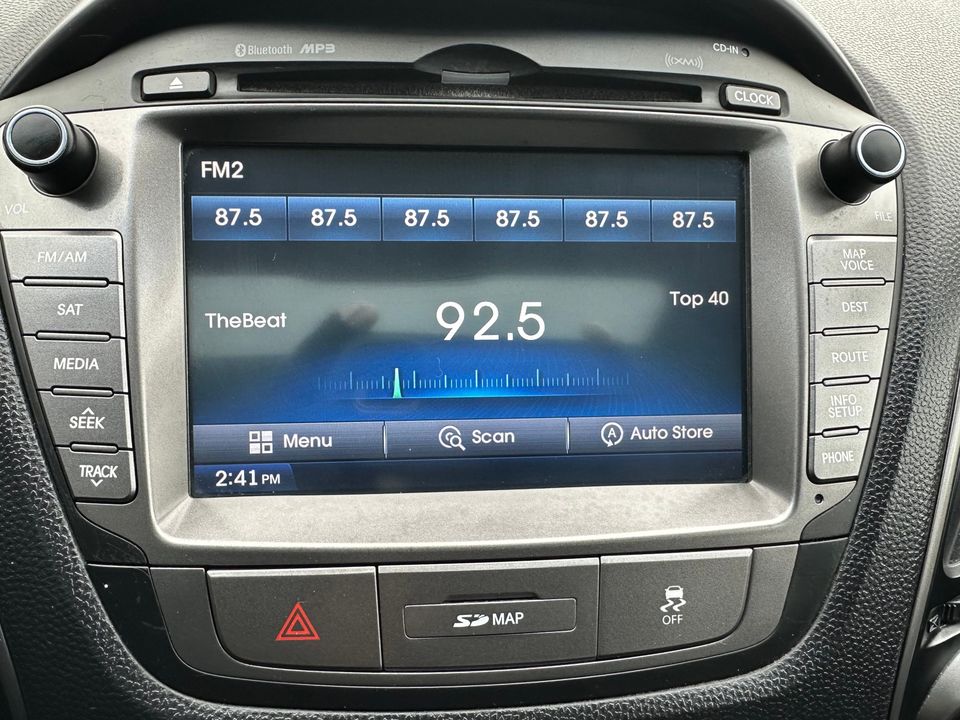 Bluetooth MP3
CD-IN
((XM))
CLOCK
VOL
FILE
FM2
87.5 87.5 87.5 87.5 87.5 87.5
TheBeat
92.5
Top 40
Menu
Scan
A Auto Store
2:41 PM
FM/AM
SAT
MEDIA
SEEK
TRACK
MAP
VOICE
DEST
ROUTE
INFO
SETUP
PHONE
SD MAP
OFF